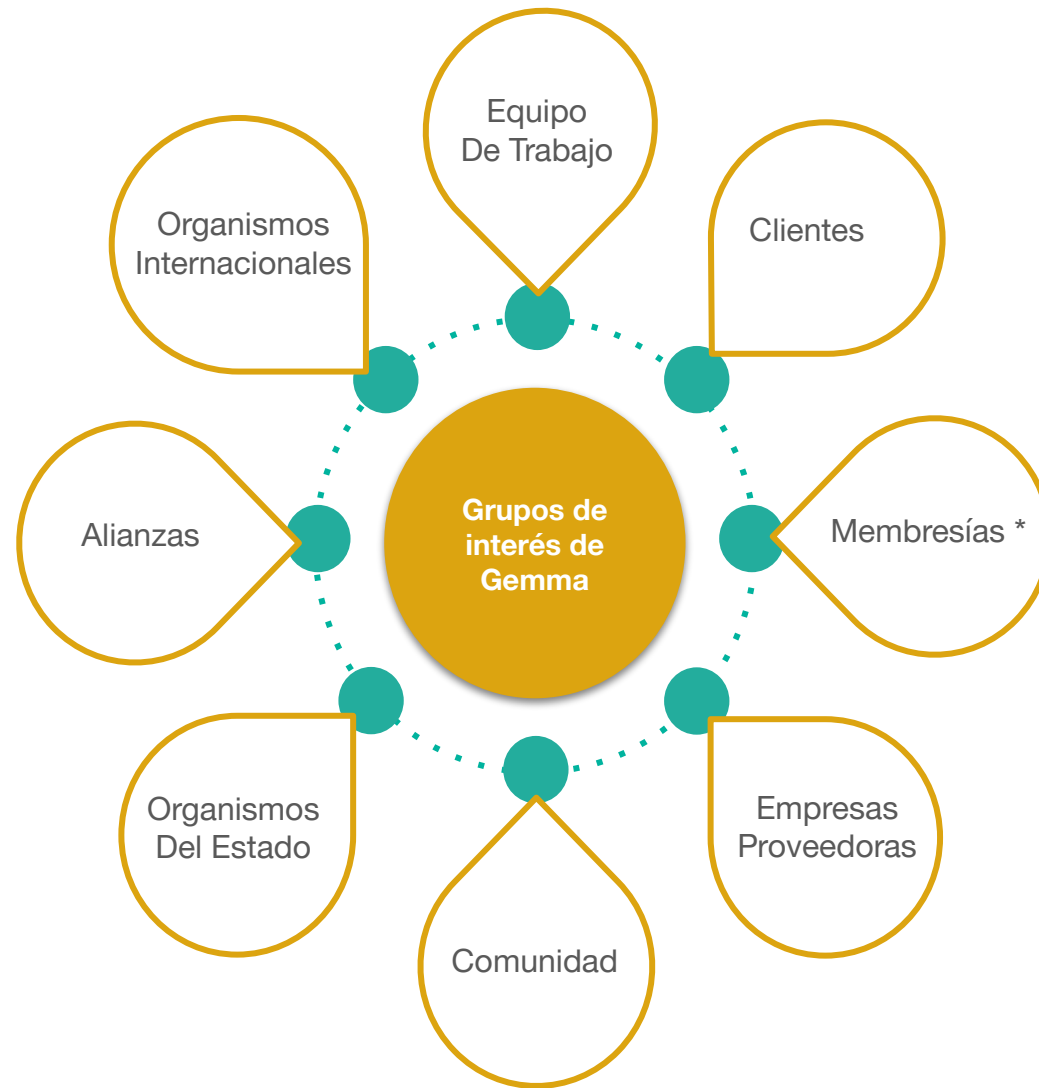 Equipo
De Trabajo
Clientes
Membresías *
Empresas
Proveedoras
Comunidad
Organismos
Del Estado
Alianzas
Organismos
Internacionales
Grupos de
interés de
Gemma